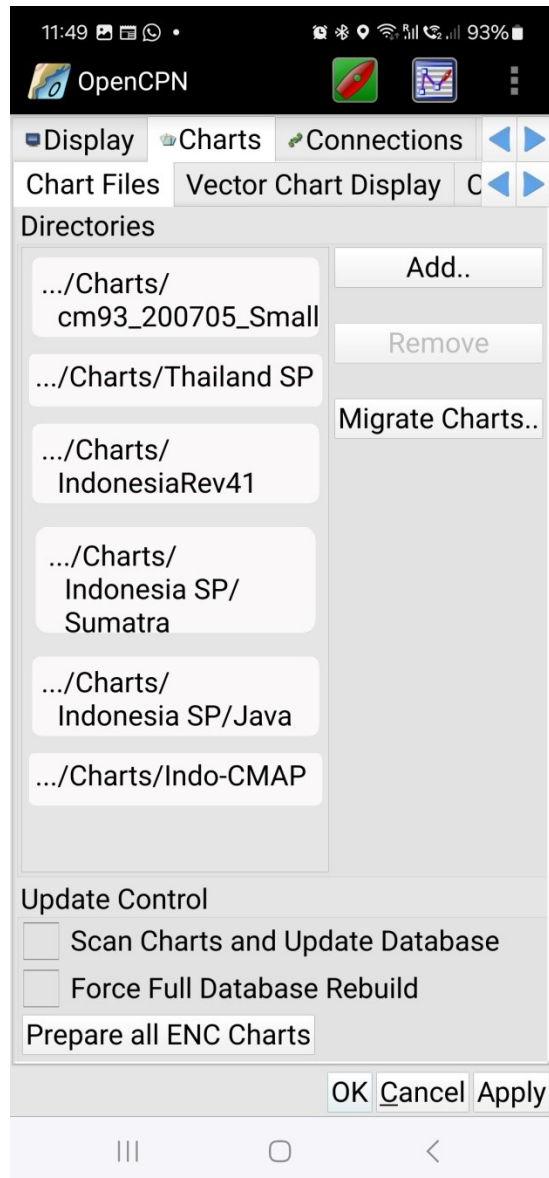 11:49
93%
OpenCPN
Display Charts Connections
Chart Files Vector Chart Display C
Directories
.../Charts/
cm93_200705_Small
.../Charts/Thailand SP
.../Charts/
IndonesiaRev41
.../Charts/
Indonesia SP/
Sumatra
.../Charts/
Indonesia SP/Java
.../Charts/Indo-CMAP
Add..
Remove
Migrate Charts..
Update Control
Scan Charts and Update Database
Force Full Database Rebuild
Prepare all ENC Charts
OK Cancel Apply